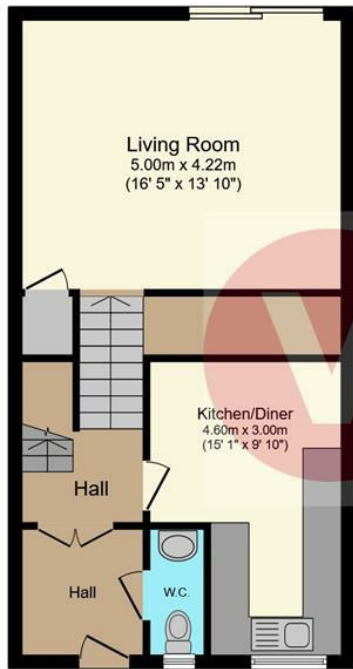 Living Room
5.00m x 4.22m
(16' 5" x 13' 10")
Kitchen/Diner
4.60m x 3.00m
(15' 1" x 9' 10")
Hall
Hall
W.C.